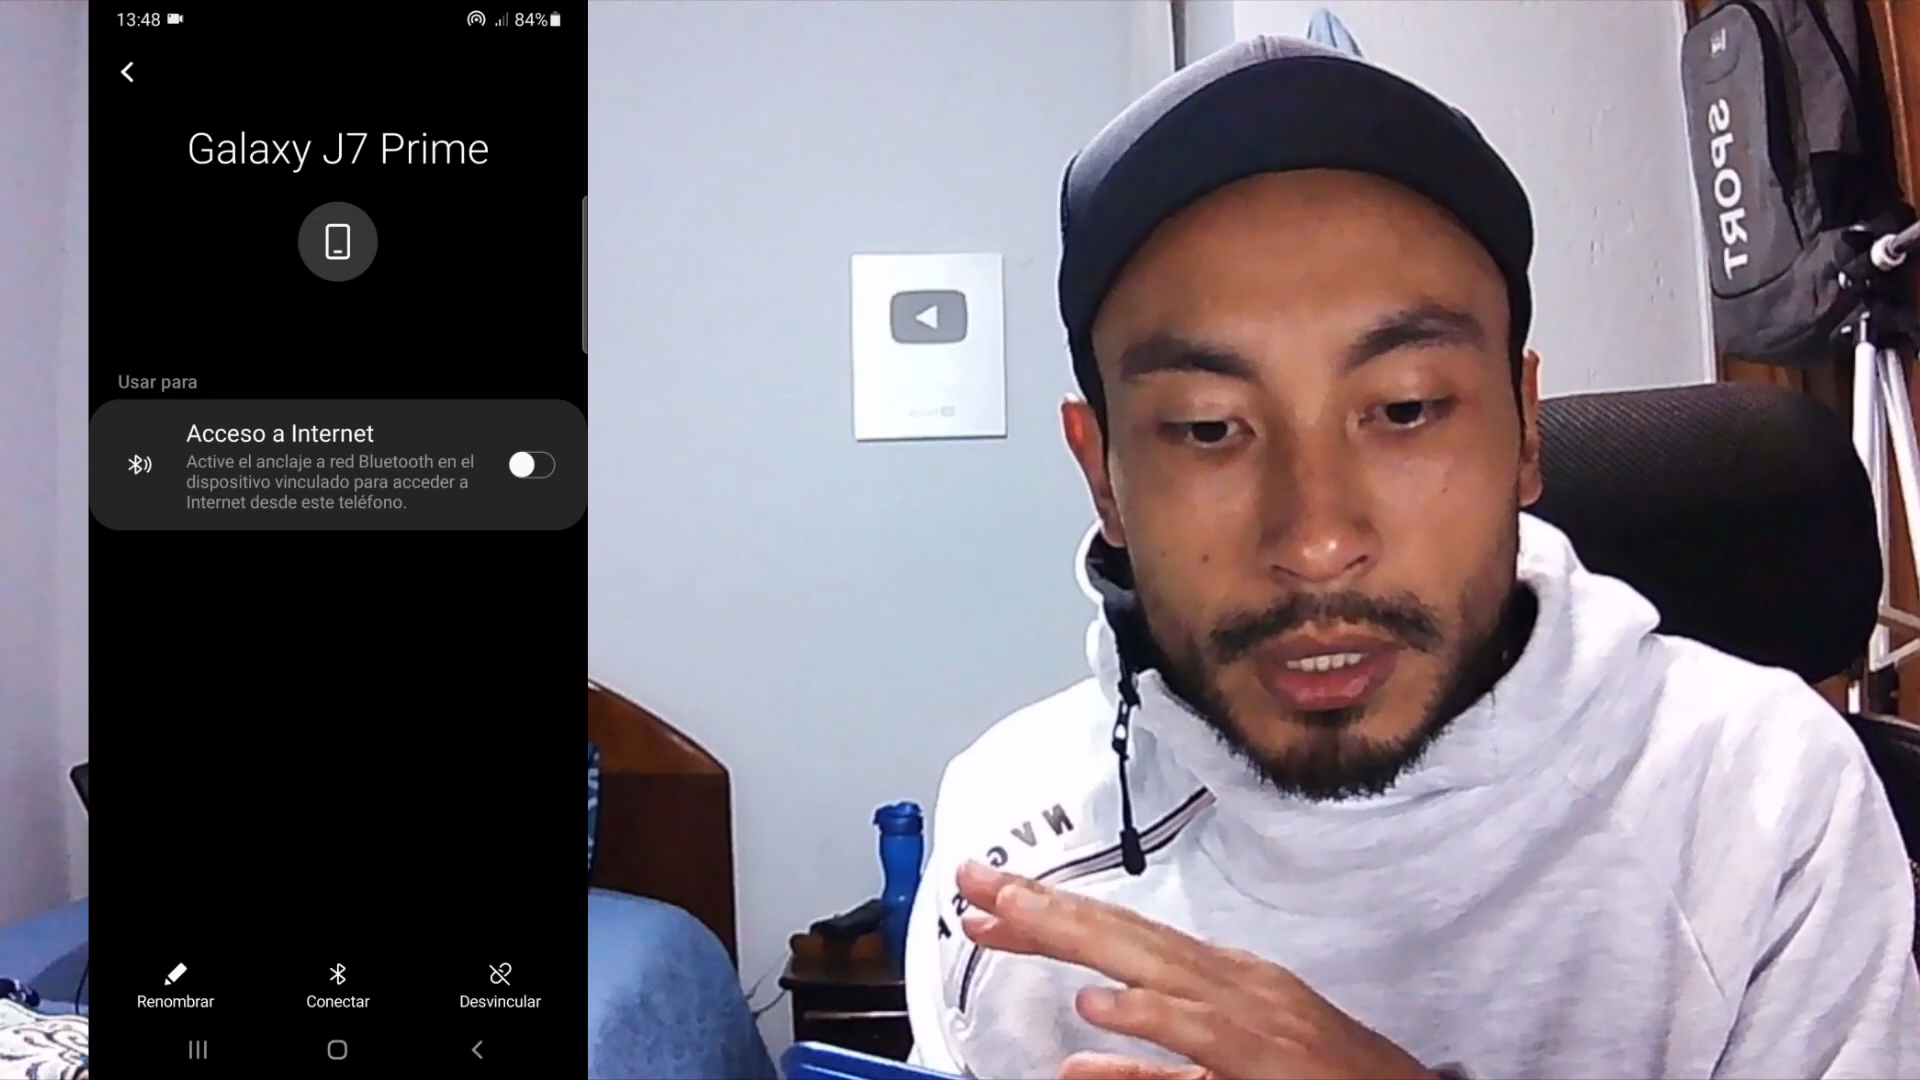 13:48
84%
Galaxy J7 Prime
Usar para
Acceso a Internet
Active el anclaje a red Bluetooth en el
dispositivo vinculado para acceder a
Internet desde este teléfono.
Renombrar
Conectar
Desvincular
SPORT